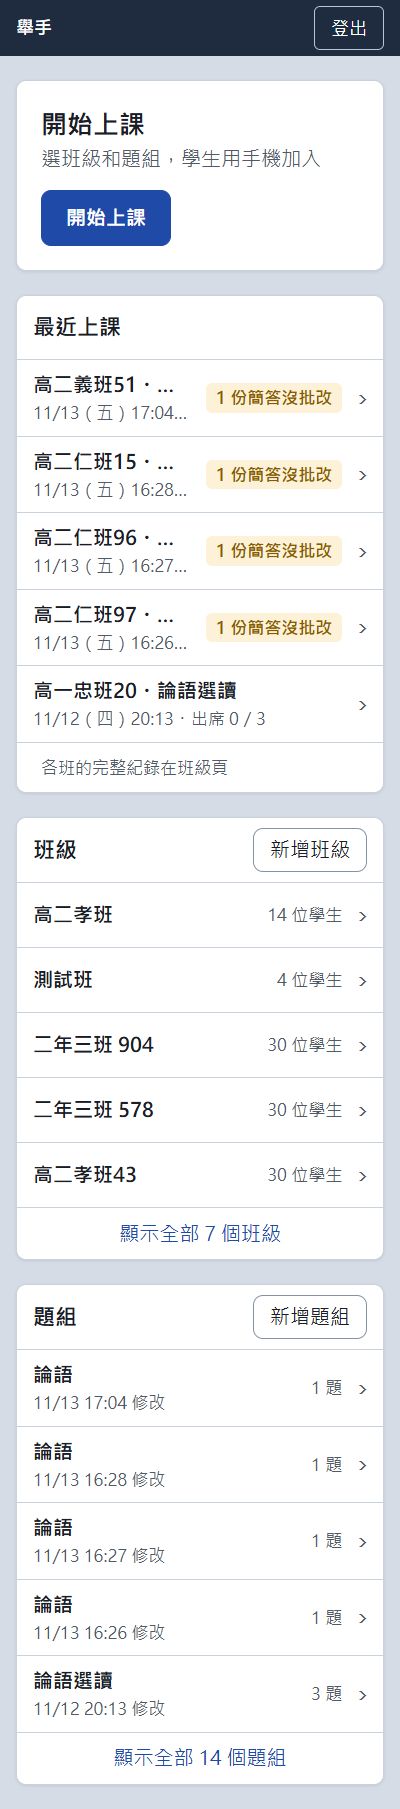 舉手
登出
開始上課
選班級和題組，學生用手機加入
開始上課
最近上課
高二義班51・...
1 份簡答沒批改
11/13（五）17:04...
高二仁班15・...
1 份簡答沒批改
11/13（五）16:28...
高二仁班96・...
1 份簡答沒批改
11/13（五）16:27...
高二仁班97・...
1 份簡答沒批改
11/13（五）16:26...
高一忠班20・論語選讀
11/12（四）20:13・出席 0 / 3
各班的完整紀錄在班級頁
班級
新增班級
高二孝班
14 位學生
測試班
4 位學生
二年三班 904
30 位學生
二年三班 578
30 位學生
高二孝班43
30 位學生
顯示全部 7 個班級
題組
新增題組
論語
11/13 17:04 修改
1 題
論語
11/13 16:28 修改
1 題
論語
11/13 16:27 修改
1 題
論語
11/13 16:26 修改
1 題
論語選讀
11/12 20:13 修改
3 題
顯示全部 14 個題組